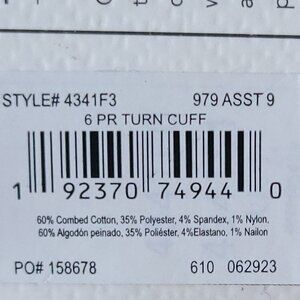 STYLE# 4341F3 979 ASST 9
6 PR TURN CUFF
1 92370 74944 0
60% Combed Cotton, 35% Polyester, 4% Spandex, 1% Nylon.
60% Algodón peinado, 35% Poliéster, 4%Elastano, 1% Nailon
PO# 158678 610 062923